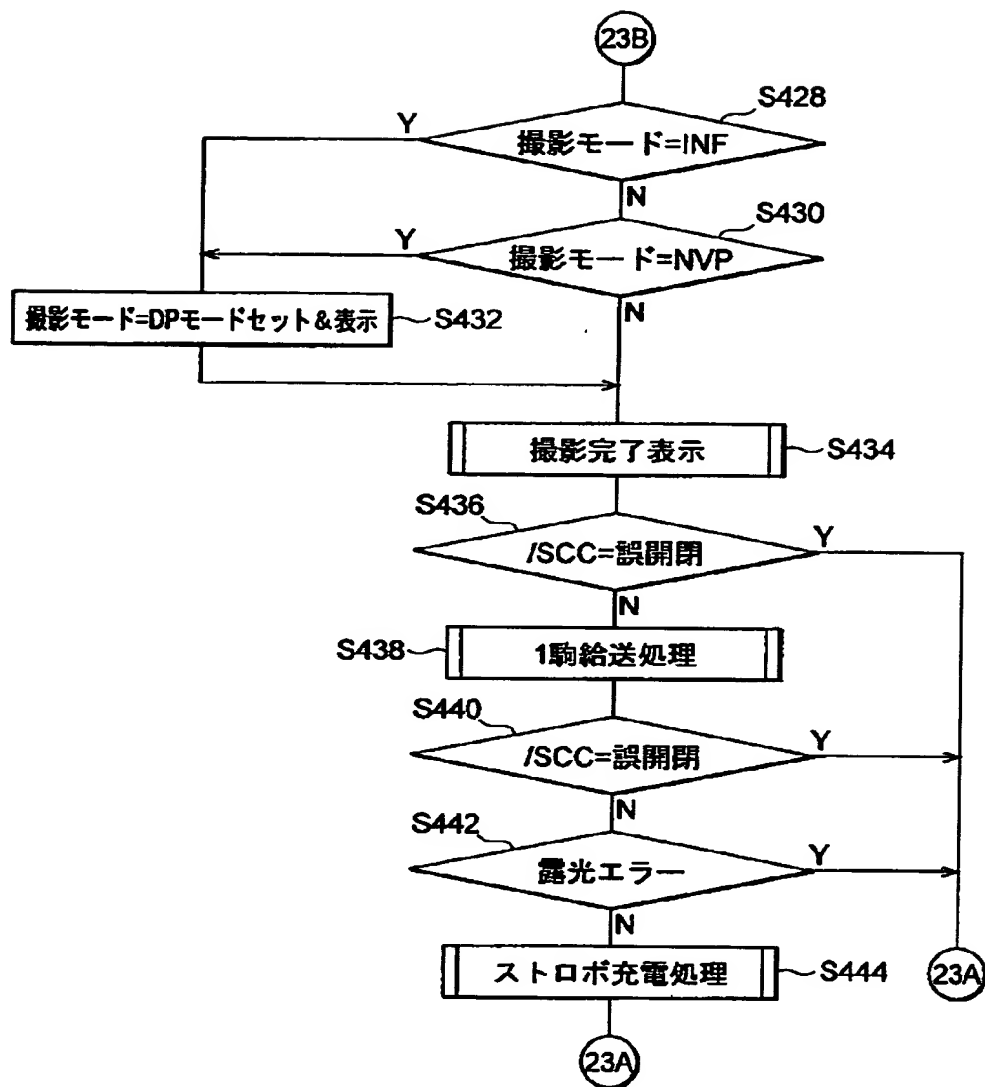 23B
S428
Y
撮影モード=INF
N
S430
Y
撮影モード=NVP
N
撮影モード=DPモードセット&表示
S432
撮影完了表示
S434
S436
/SCC=誤開閉
Y
N
S438
1駒給送処理
S440
/SCC=誤開閉
Y
N
S442
露光エラー
Y
N
ストロボ充電処理
S444
23A
23A